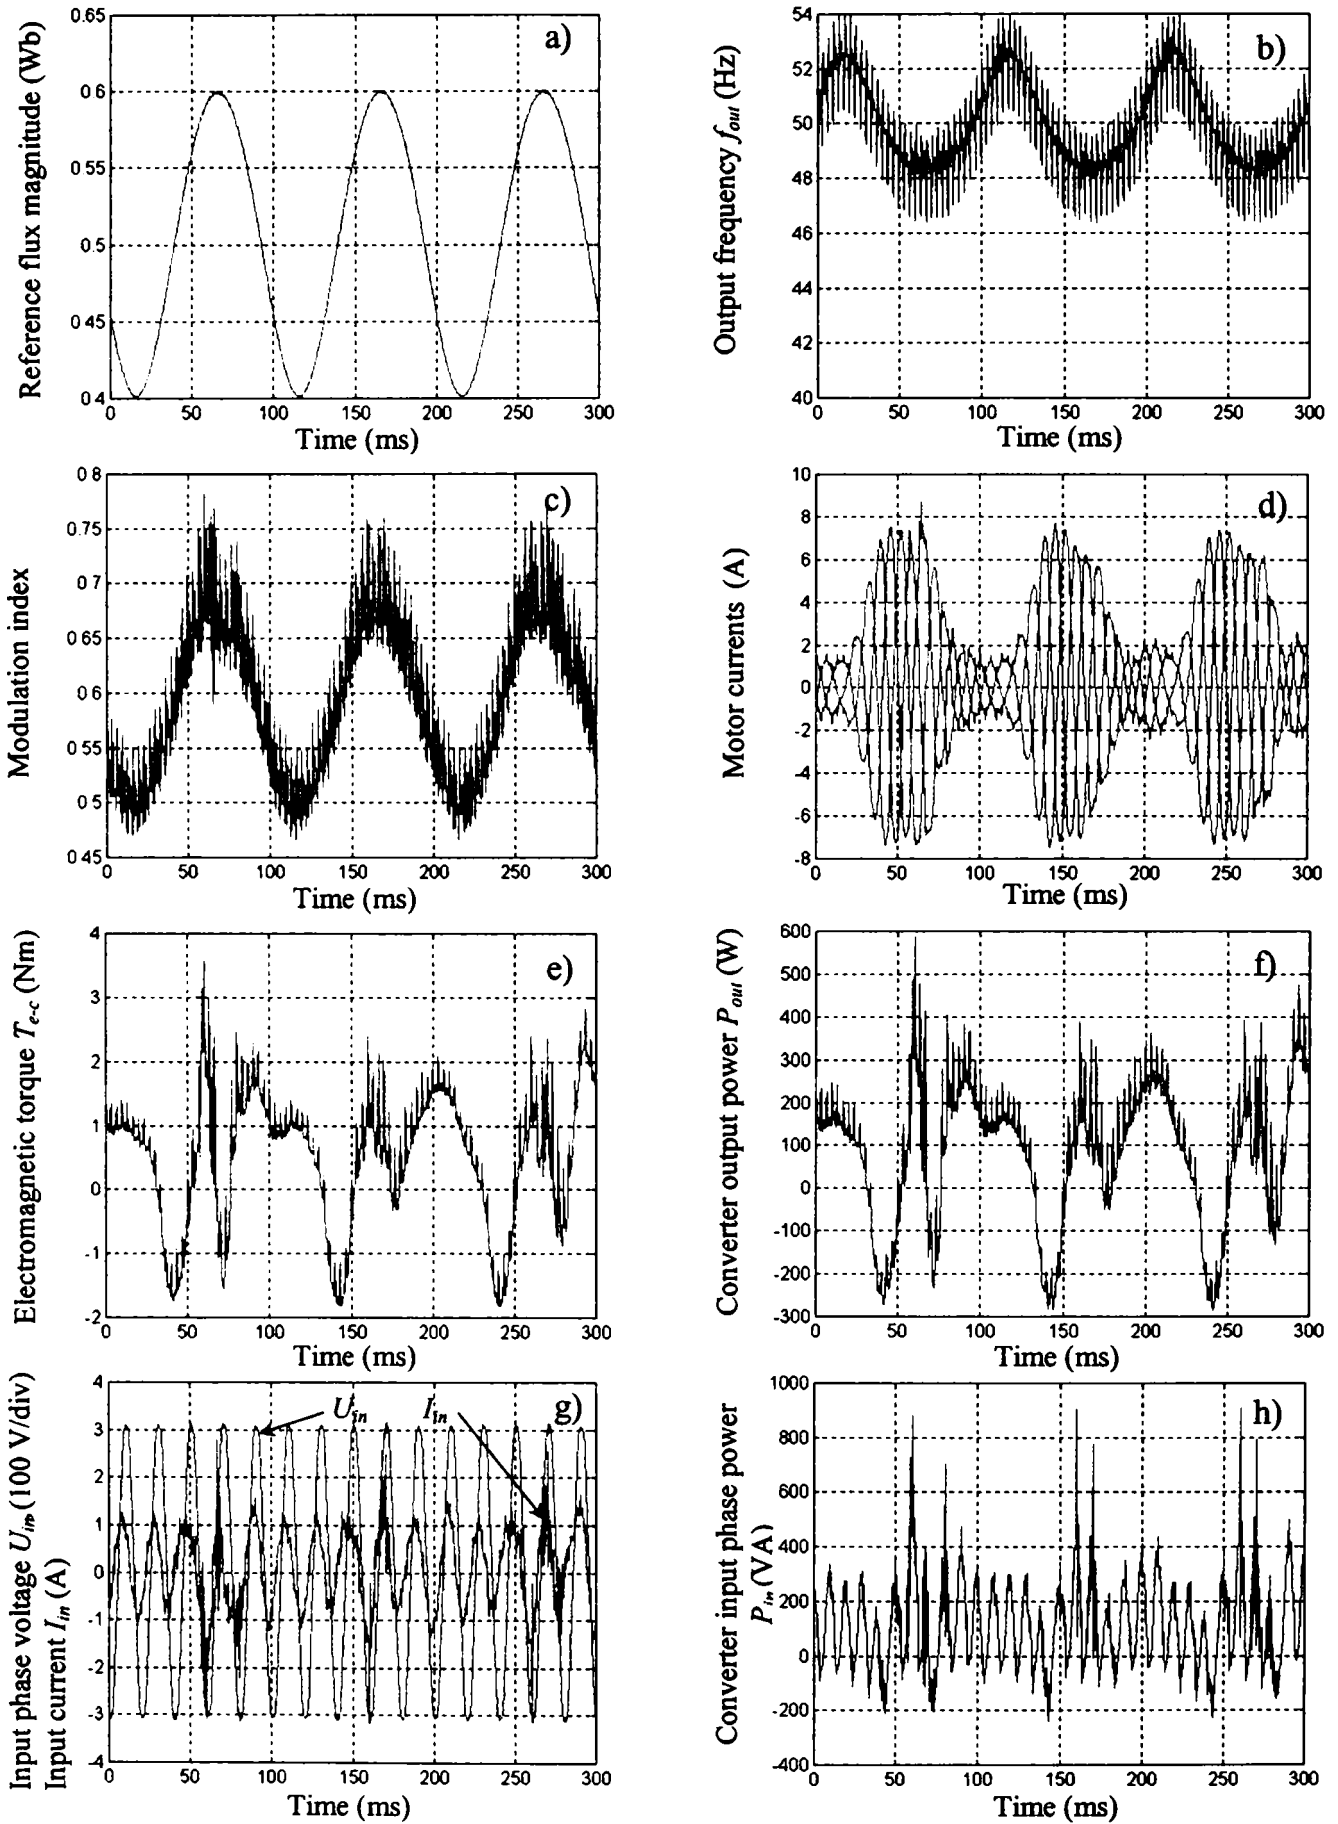 Reference flux magnitude (Wb)
0.65
0.6
0.55
0.5
0.45
0.4
0 50 100 150 200 250 300
Time (ms)
a)
Output frequency fout (Hz)
54
52
50
48
46
44
42
40
0 50 100 150 200 250 300
Time (ms)
b)
Modulation index
0.8
0.75
0.7
0.65
0.6
0.55
0.5
0.45
0 50 100 150 200 250 300
Time (ms)
c)
Motor currents (A)
10
8
6
4
2
0
-2
-4
-6
-8
0 50 100 150 200 250 300
Time (ms)
d)
Electromagnetic torque Te-c (Nm)
4
3
2
1
0
-1
-2
0 50 100 150 200 250 300
Time (ms)
e)
Converter output power Pout (W)
600
500
400
300
200
100
0
-100
-200
-300
0 50 100 150 200 250 300
Time (ms)
f)
Input phase voltage Uin, (100 V/div)
Input current Iin (A)
4
3
2
1
0
-1
-2
-3
-4
0 50 100 150 200 250 300
Time (ms)
Uin
Iin
g)
Converter input phase power
Pin (VA)
1000
800
600
400
200
0
-200
-400
0 50 100 150 200 250 300
Time (ms)
h)